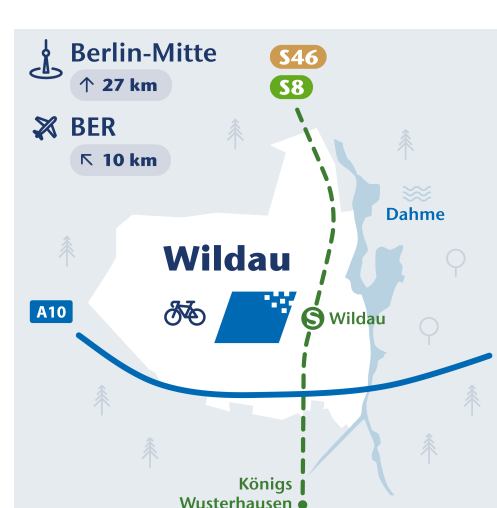 Berlin-Mitte
↑ 27 km
BER
↖ 10 km
S46
S8
Dahme
Wildau
A10
S Wildau
Königs
Wusterhausen